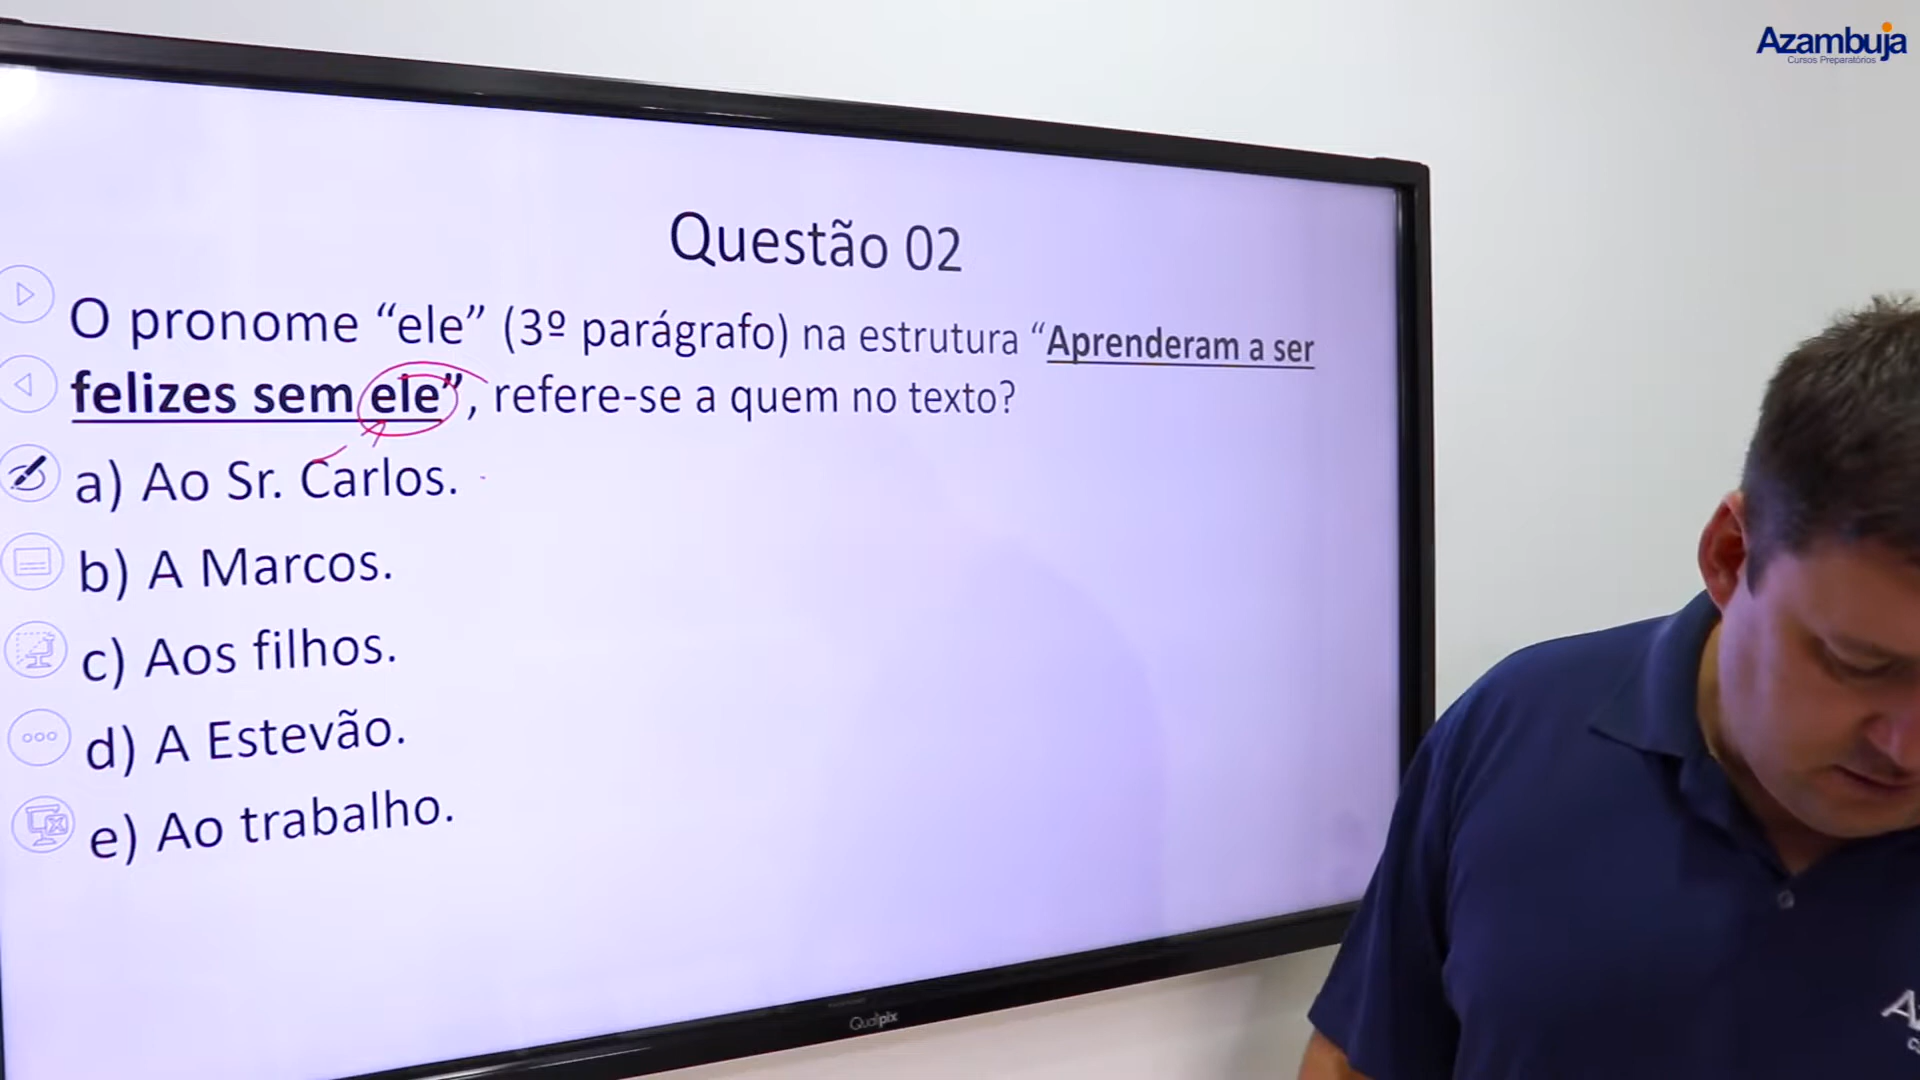 Azambuja
Cursos Preparatórios
Questão 02
O pronome “ele” (3º parágrafo) na estrutura “Aprenderam a ser
felizes sem ele”, refere-se a quem no texto?
a) Ao Sr. Carlos.
b) A Marcos.
c) Aos filhos.
d) A Estevão.
e) Ao trabalho.
Qualipix